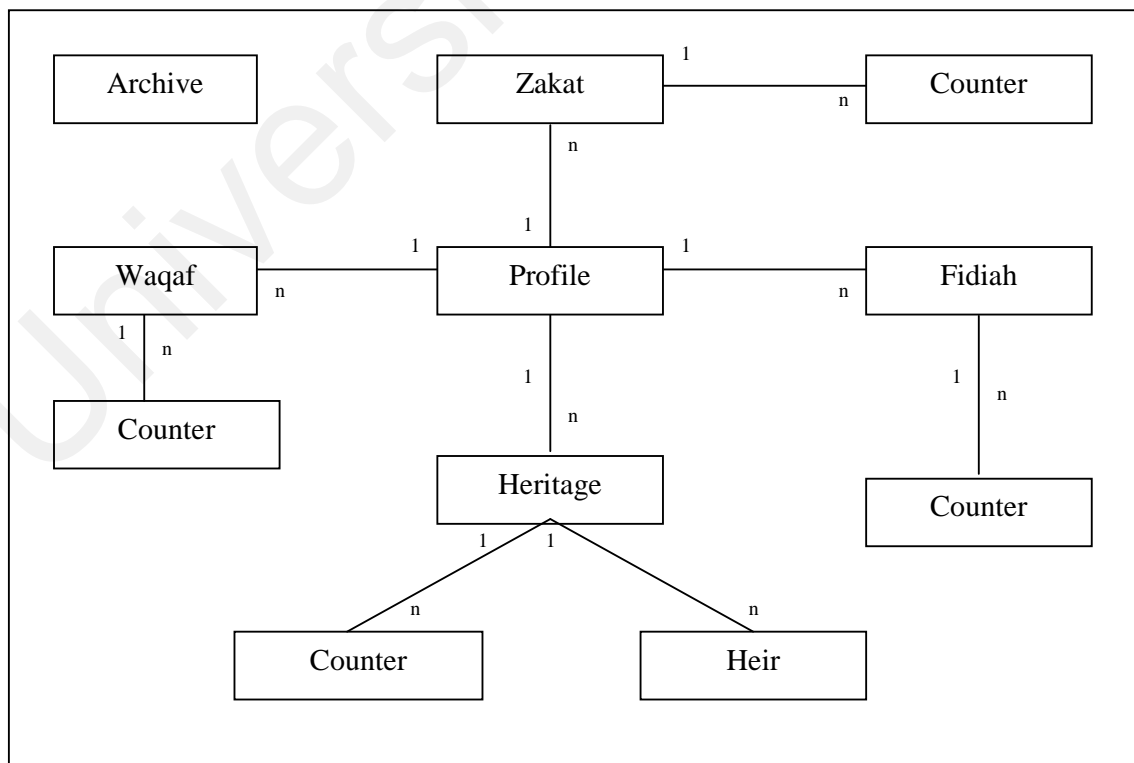 Archive
Zakat
Counter
1
n
n
1
Waqaf
Profile
Fidiah
1
n
1
n
1
n
Counter
1
n
1
n
Heritage
Counter
1
1
n
n
Counter
Heir
Universi